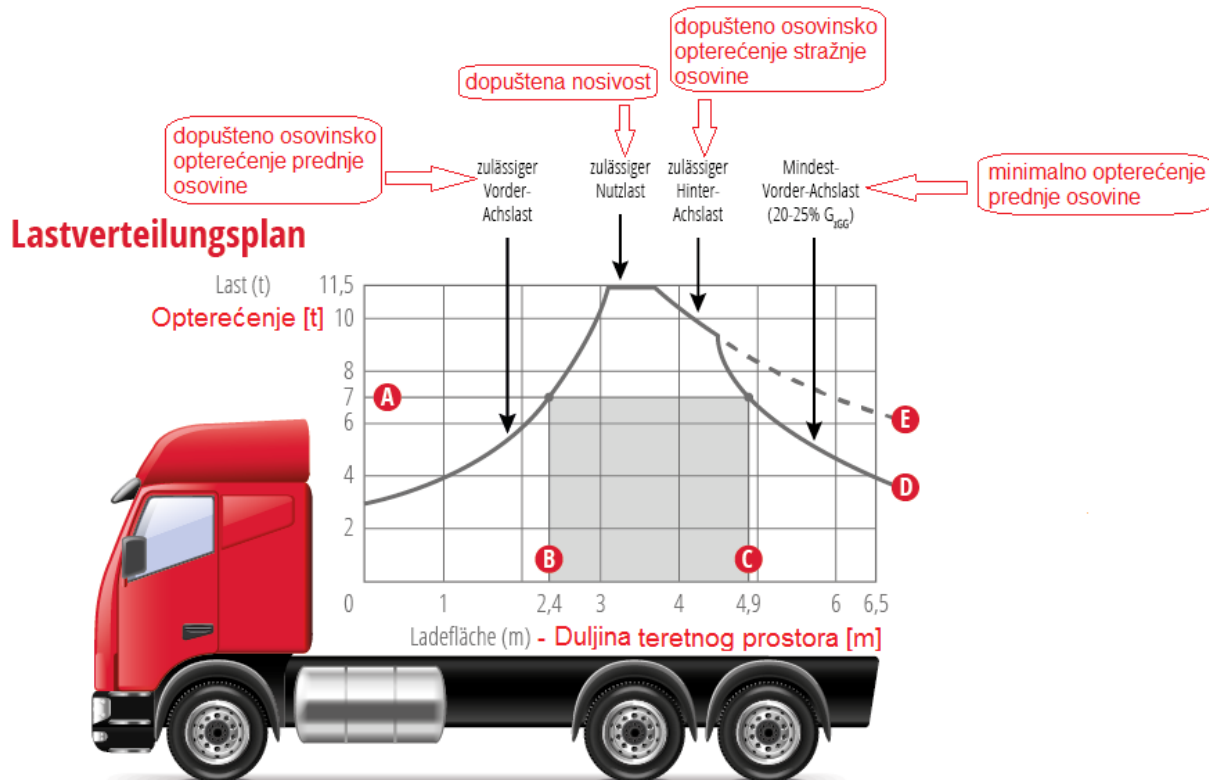 dopušteno osovinsko
opterećenje stražnje
osovine
dopuštena nosivost
dopušteno osovinsko
opterećenje prednje
osovine
zulässiger
Vorder-
Achslast
zulässiger
Nutzlast
zulässiger
Hinter-
Achslast
Mindest-
Vorder-Achslast
(20-25% GzGG)
minimalno opterećenje
prednje osovine
Lastverteilungsplan
Last (t)
Opterećenje [t]
11,5
10
8
7
6
4
2
A
B
C
E
D
0 1 2,4 3 4 4,9 6 6,5
Ladefläche (m) - Duljina teretnog prostora [m]